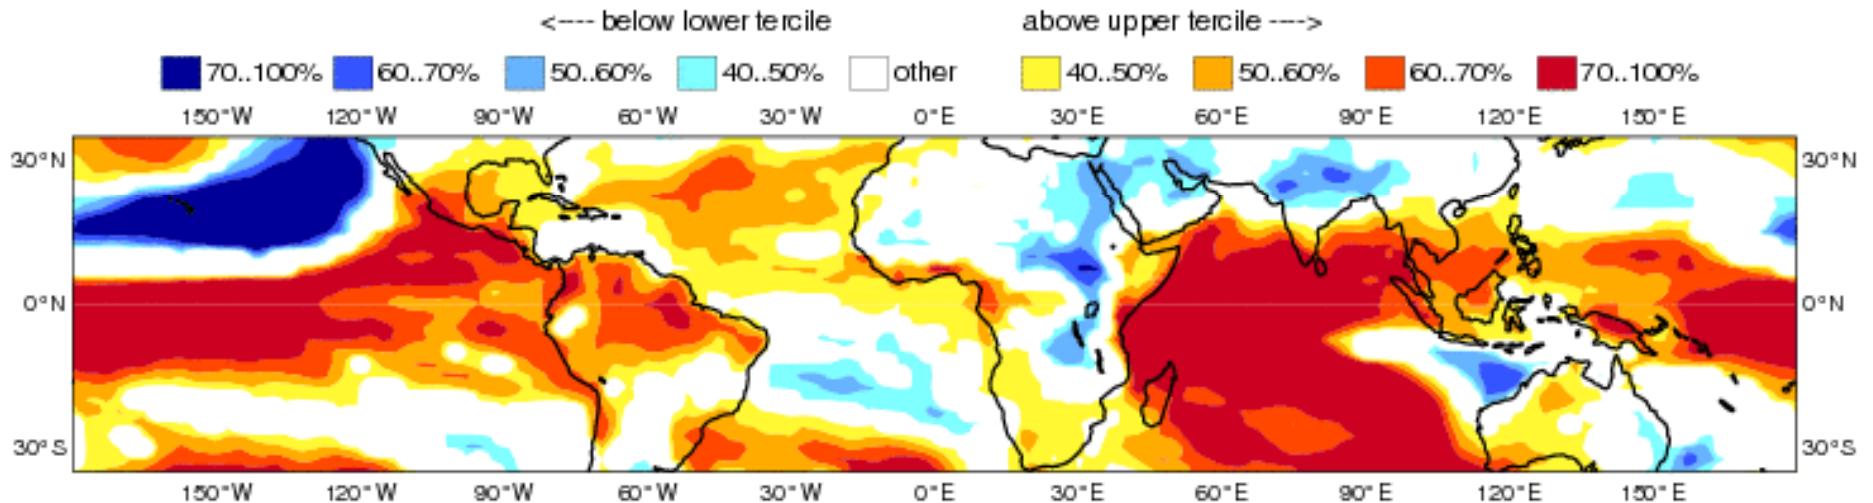 <---- below lower tercile above upper tercile ---->
70..100% 60..70% 50..60% 40..50% other 40..50% 50..60% 60..70% 70..100%
150°W 120°W 90°W 60°W 30°W 0°E 30°E 60°E 90°E 120°E 150°E
30°N 30°N
0°N 0°N
30°S 30°S
150°W 120°W 90°W 60°W 30°W 0°E 30°E 60°E 90°E 120°E 150°E